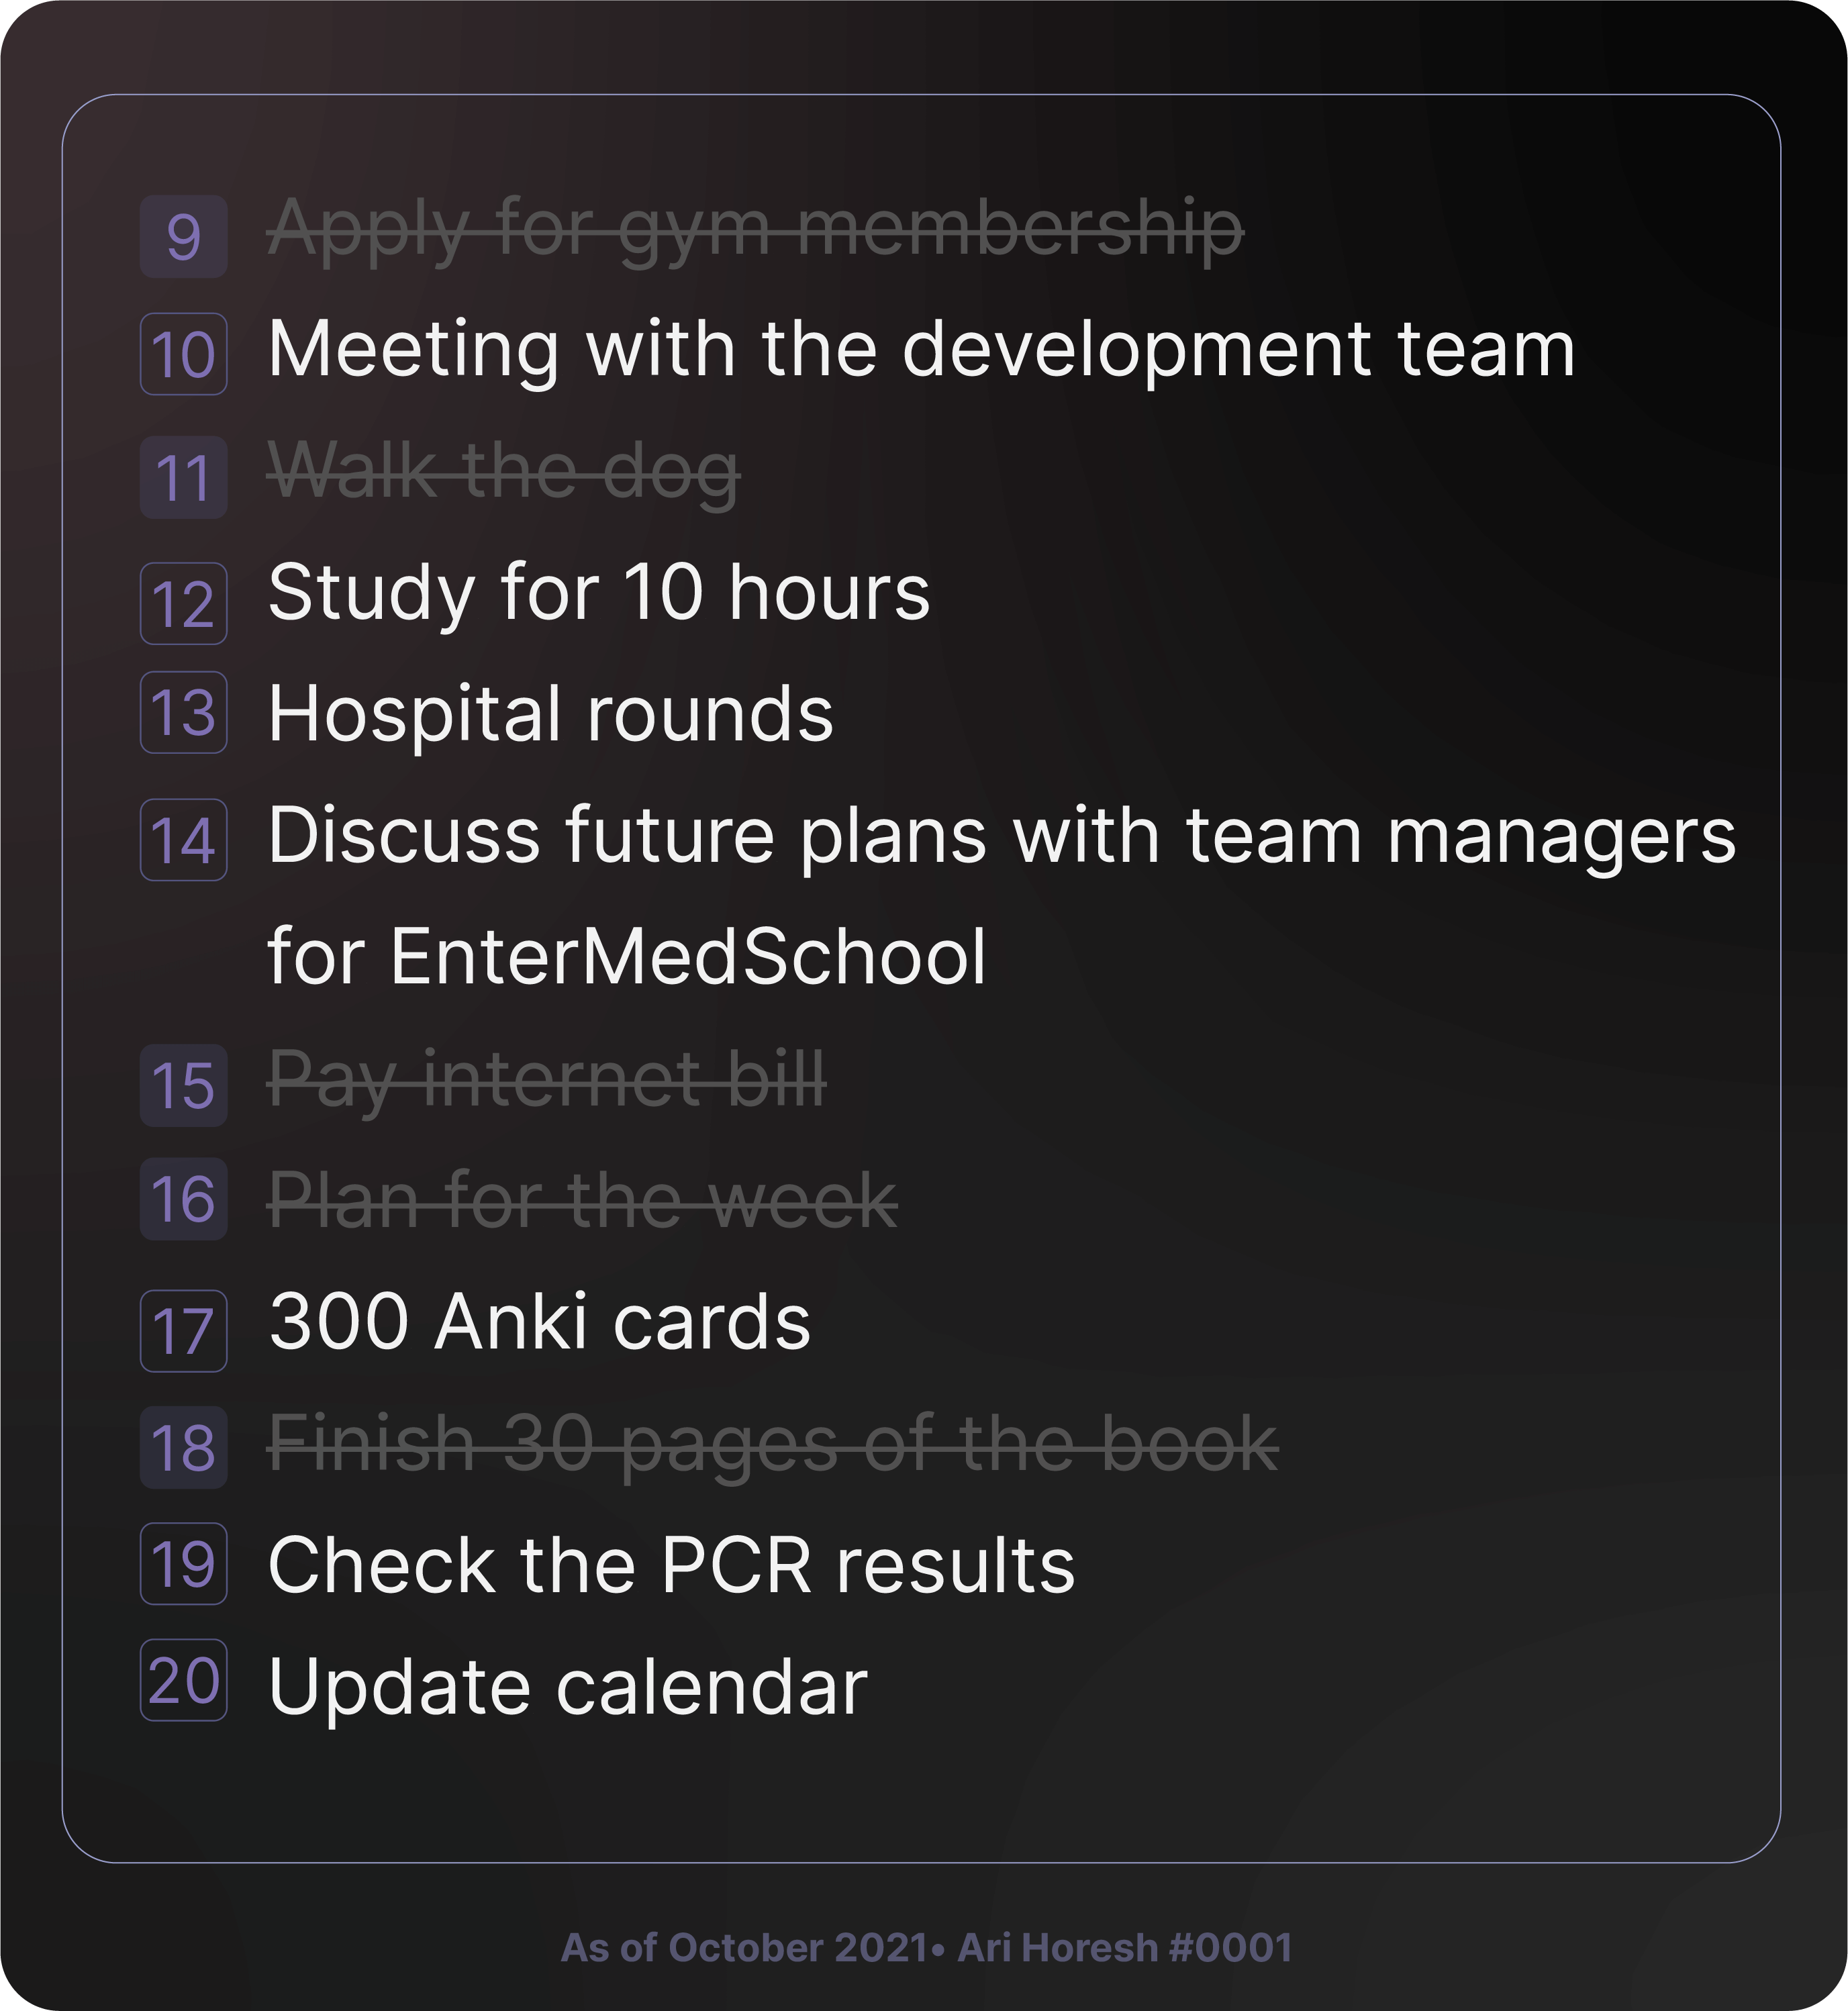 9 Apply for gym membership
10 Meeting with the development team
11 Walk the dog
12 Study for 10 hours
13 Hospital rounds
14 Discuss future plans with team managers
for EnterMedSchool
15 Pay internet bill
16 Plan for the week
17 300 Anki cards
18 Finish 30 pages of the book
19 Check the PCR results
20 Update calendar
As of October 2021• Ari Horesh #0001